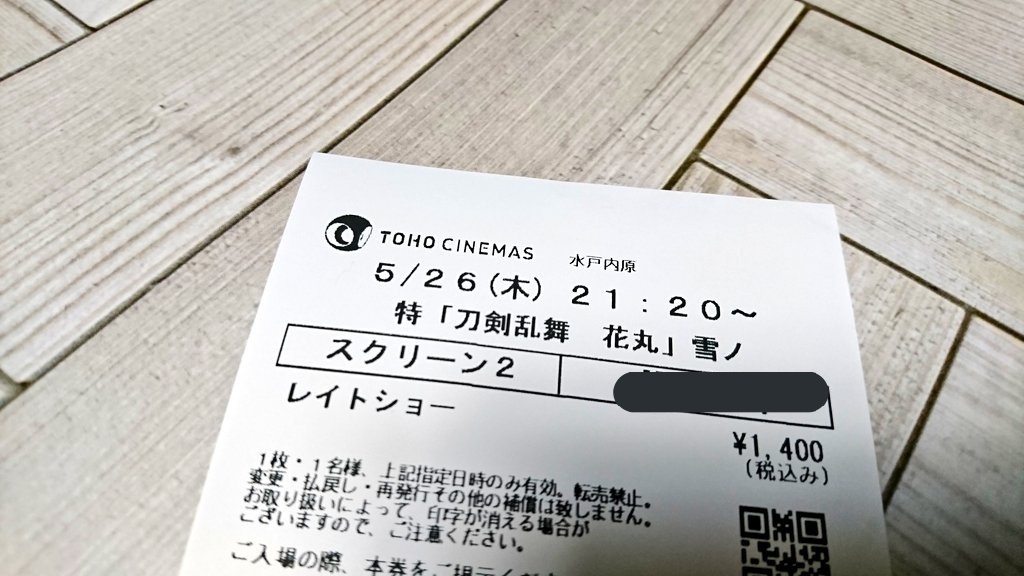 TOHO CINEMAS 水戸内原
5/26(木) 21:20～
特「刀剣乱舞 花丸」雪ノ
スクリーン2
レイトショー
¥1,400
(税込み)
1枚・1名様、上記指定日時のみ有効。転売禁止。
変更・払戻し・再発行その他の補償は致しません。
お取り扱いによって、印字が消える場合が
ございますので、ご注意ください。
ご入場の際、本券をご提示くだ